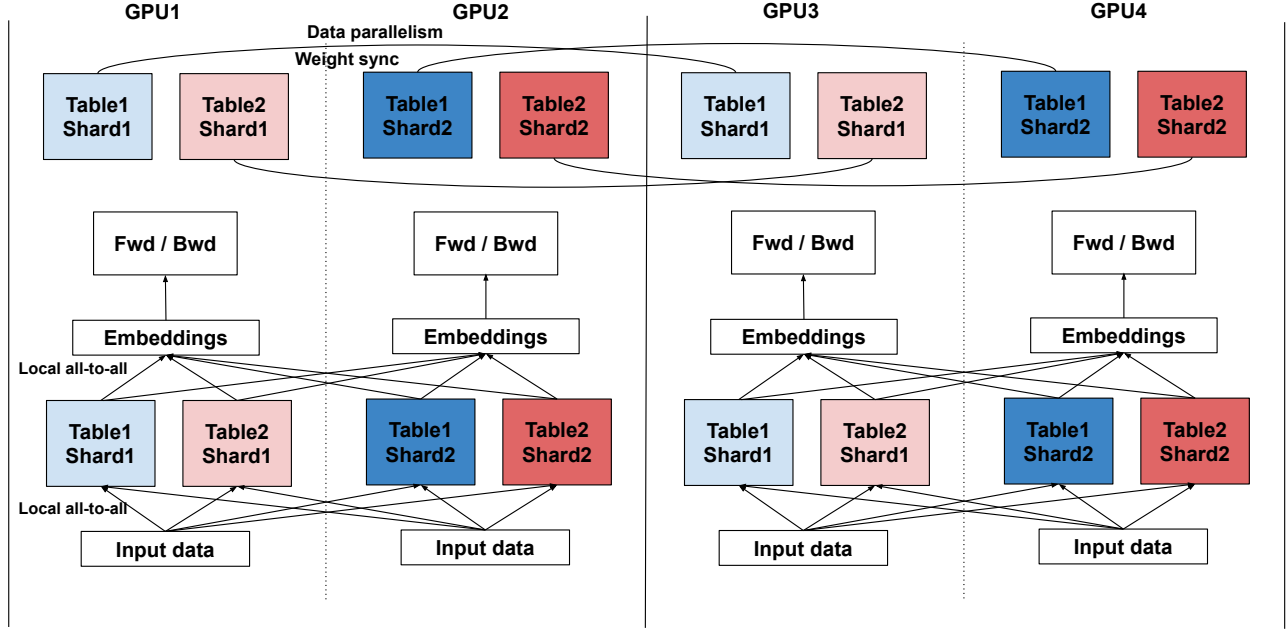 GPU1 GPU2 GPU3 GPU4
Data parallelism
Weight sync
Table1 Table2 Table1 Table2 Table1 Table2 Table1 Table2
Shard1 Shard1 Shard2 Shard2 Shard1 Shard1 Shard2 Shard2
Fwd / Bwd Fwd / Bwd Fwd / Bwd Fwd / Bwd
Embeddings Embeddings Embeddings Embeddings
Local all-to-all
Table1 Table2 Table1 Table2 Table1 Table2 Table1 Table2
Shard1 Shard1 Shard2 Shard2 Shard1 Shard1 Shard2 Shard2
Local all-to-all
Input data Input data Input data Input data